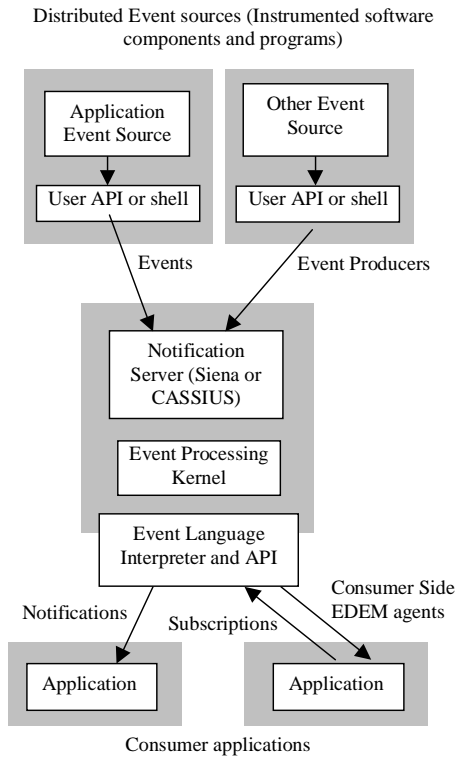 Distributed Event sources (Instrumented software
components and programs)
Application
Event Source
Other Event
Source
User API or shell
User API or shell
Events
Event Producers
Notification
Server (Siena or
CASSIUS)
Event Processing
Kernel
Event Language
Interpreter and API
Notifications
Subscriptions
Consumer Side
EDEM agents
Application
Application
Consumer applications